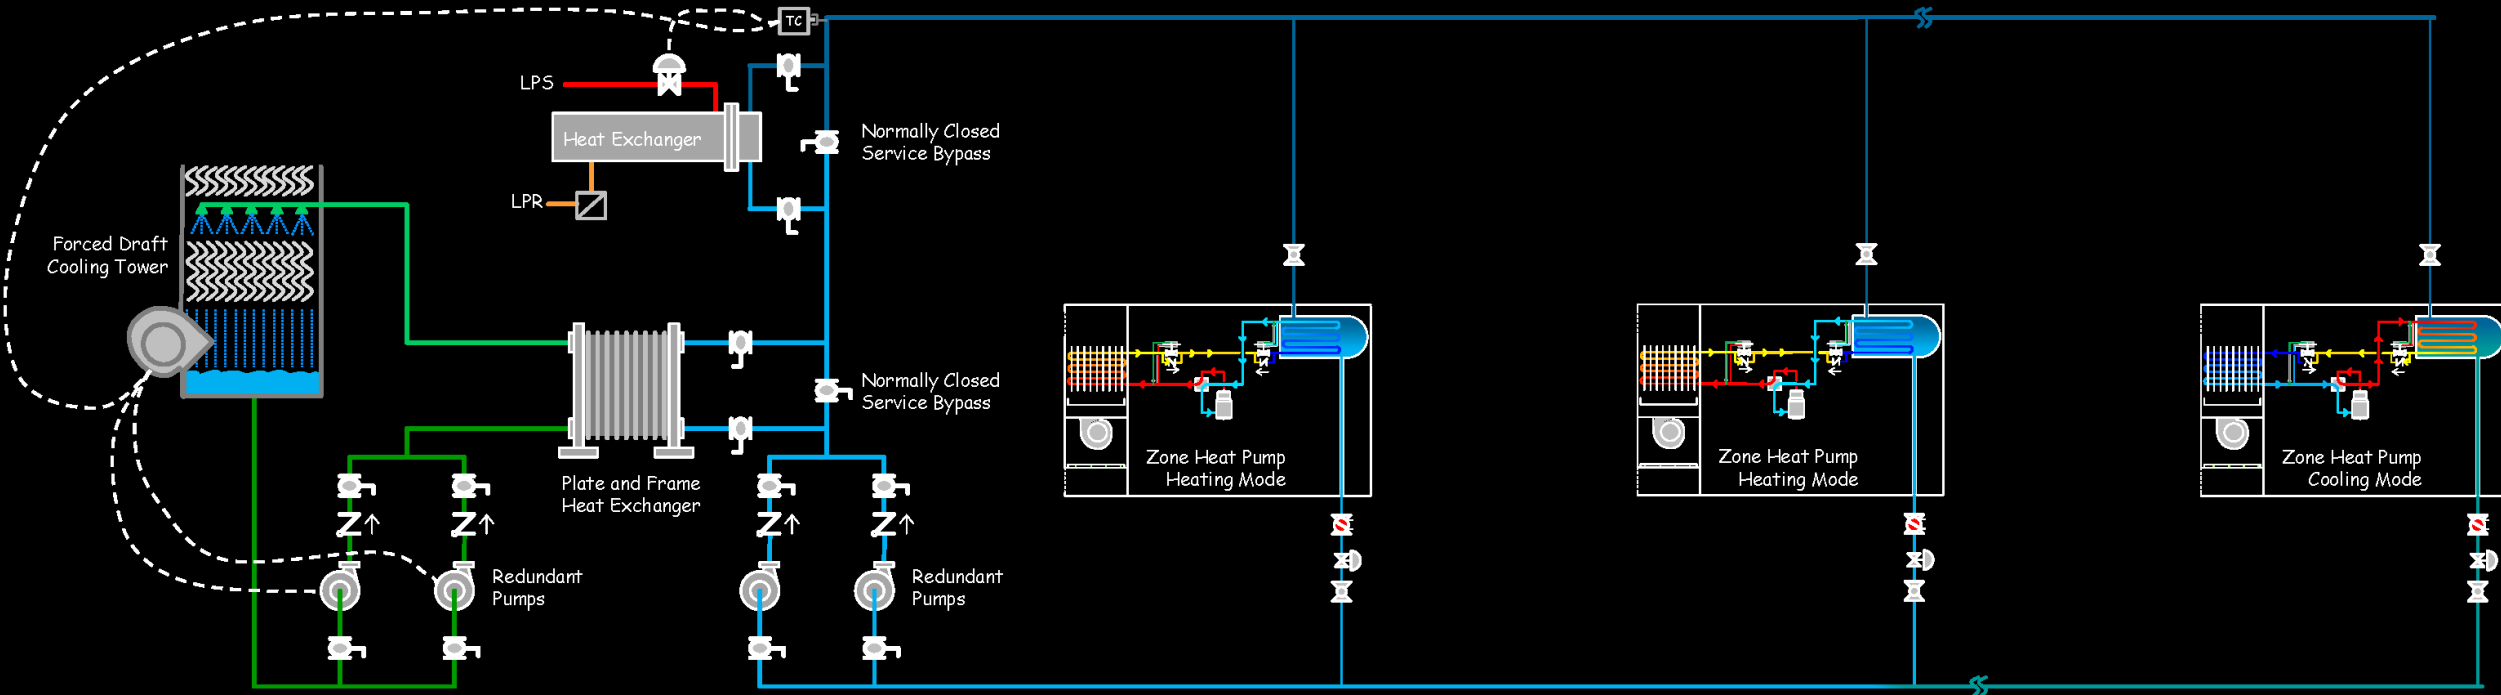 TC
LPS
Heat Exchanger
Normally Closed
Service Bypass
LPR
Forced Draft
Cooling Tower
Normally Closed
Service Bypass
Plate and Frame
Heat Exchanger
Zone Heat Pump
Heating Mode
Zone Heat Pump
Heating Mode
Zone Heat Pump
Cooling Mode
Redundant
Pumps
Redundant
Pumps